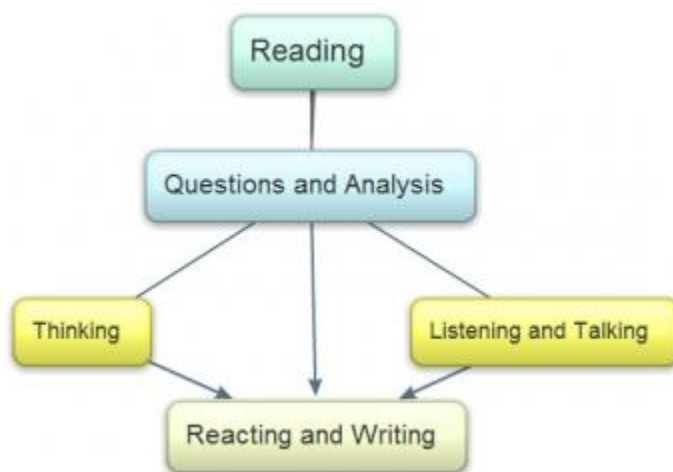 Reading
Questions and Analysis
Thinking
Listening and Talking
Reacting and Writing